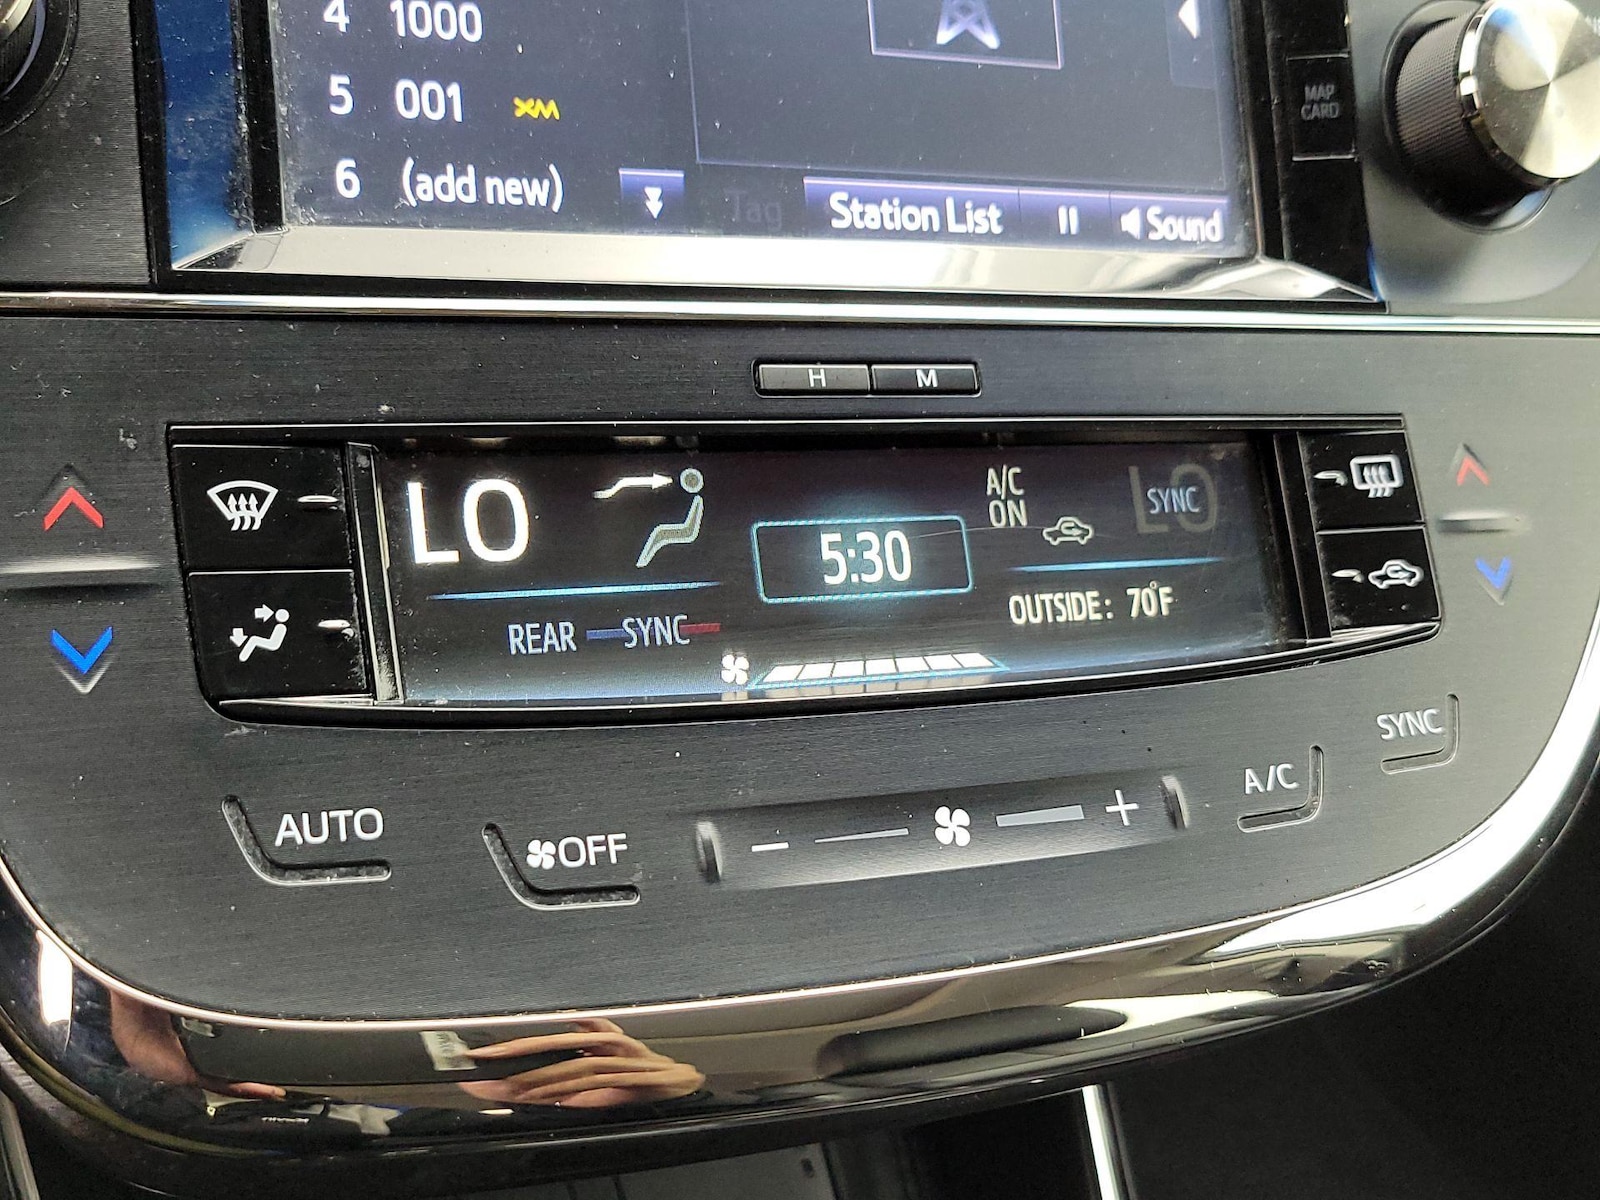 4 1000
5 001 XM
6 (add new)
Tag Station List Sound
MAP
CARD
H M
LO
A/C
ON
LO
SYNC
5:30
OUTSIDE: 70°F
REAR SYNC
AUTO
OFF
− +
A/C
SYNC